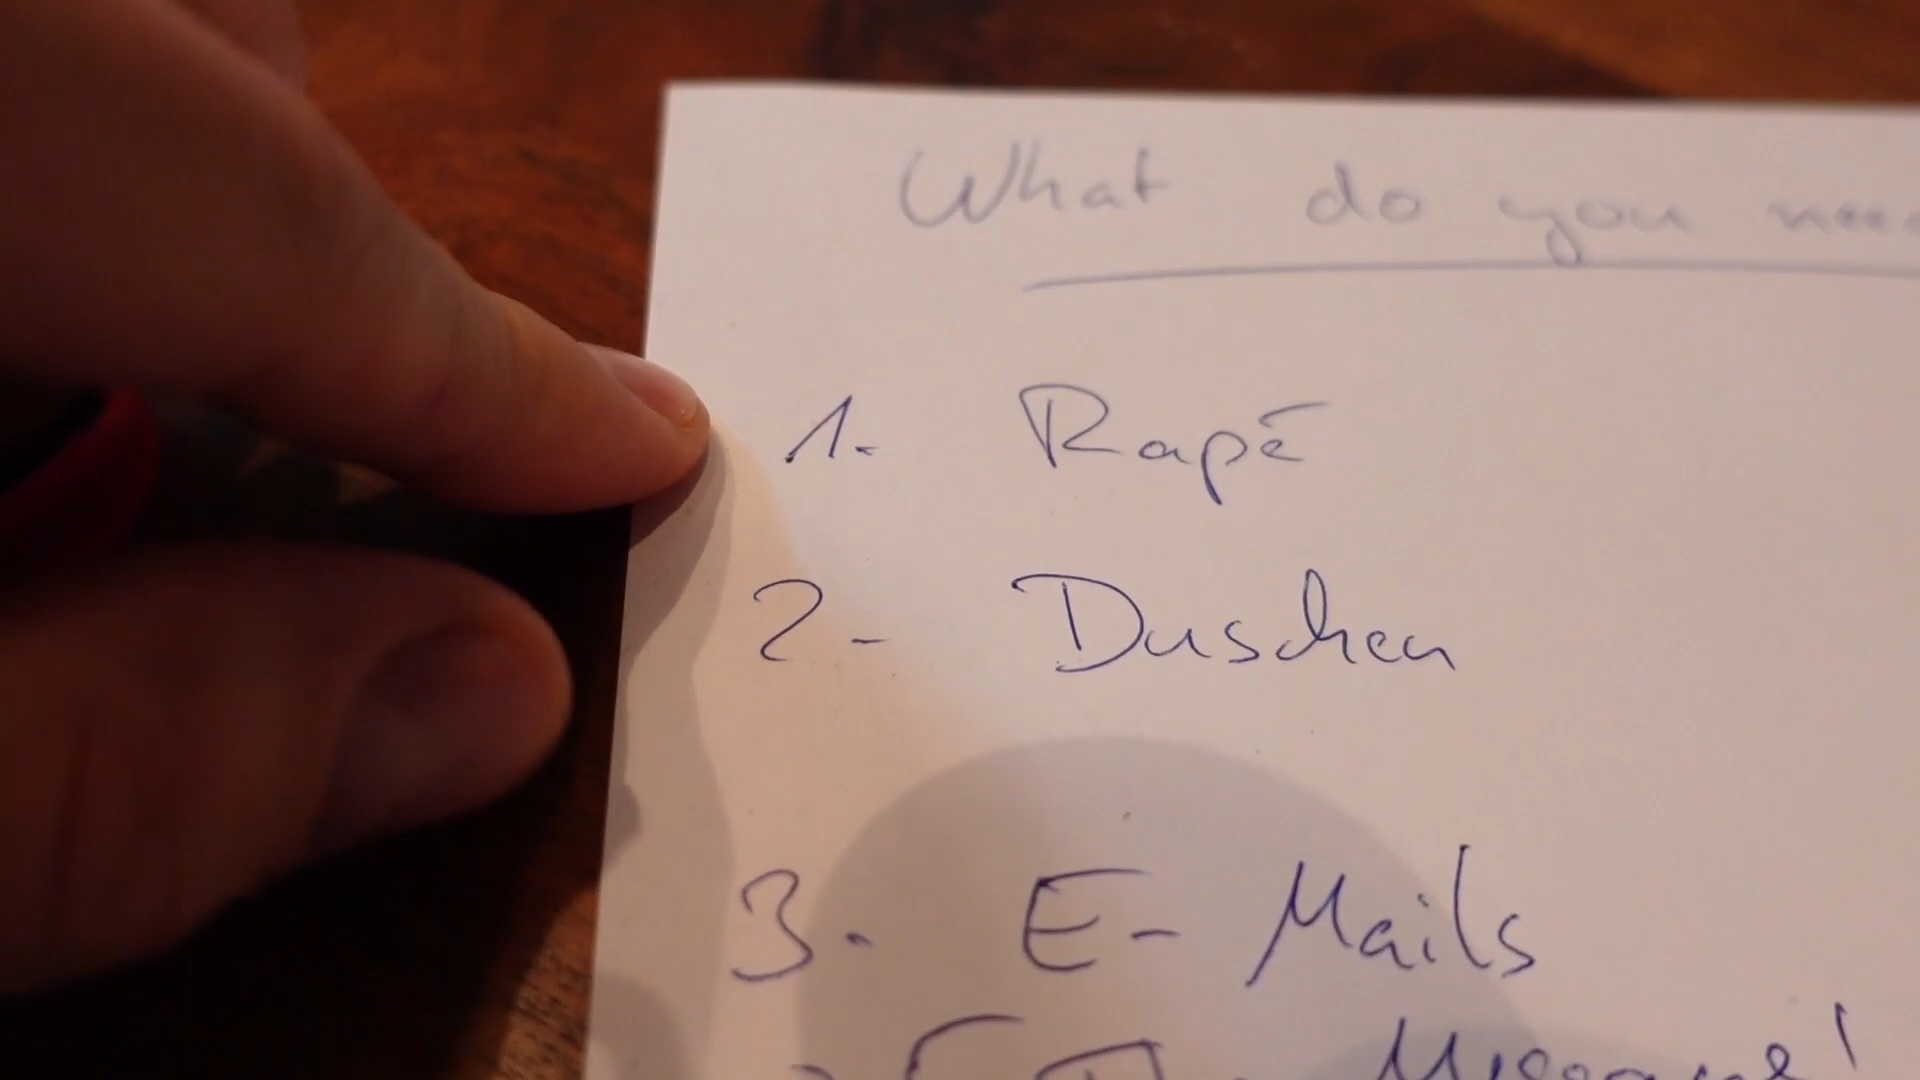 What do you
1- Rapé
2- Duschen
3- E-Mails